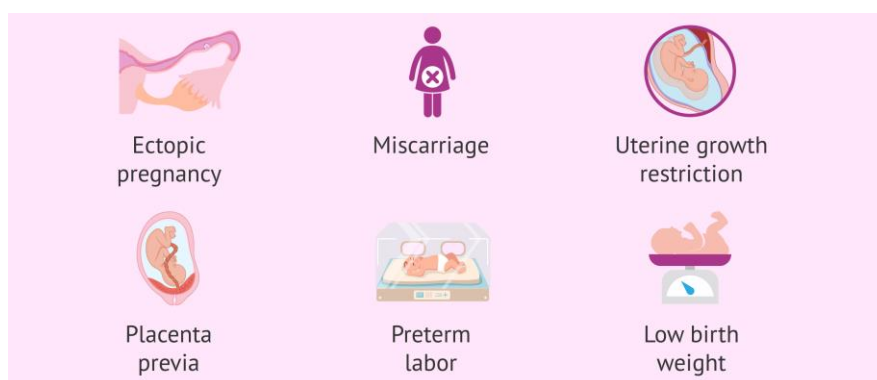 Ectopic
pregnancy
Miscarriage
Uterine growth
restriction
Placenta
previa
Preterm
labor
Low birth
weight